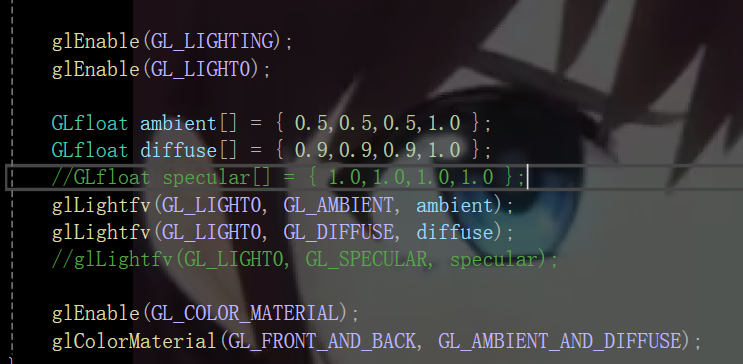 glEnable(GL_LIGHTING);
glEnable(GL_LIGHT0);
GLfloat ambient[] = { 0.5,0.5,0.5,1.0 };
GLfloat diffuse[] = { 0.9,0.9,0.9,1.0 };
//GLfloat specular[] = { 1.0,1.0,1.0,1.0 };
glLightfv(GL_LIGHT0, GL_AMBIENT, ambient);
glLightfv(GL_LIGHT0, GL_DIFFUSE, diffuse);
//glLightfv(GL_LIGHT0, GL_SPECULAR, specular);
glEnable(GL_COLOR_MATERIAL);
glColorMaterial(GL_FRONT_AND_BACK, GL_AMBIENT_AND_DIFFUSE);